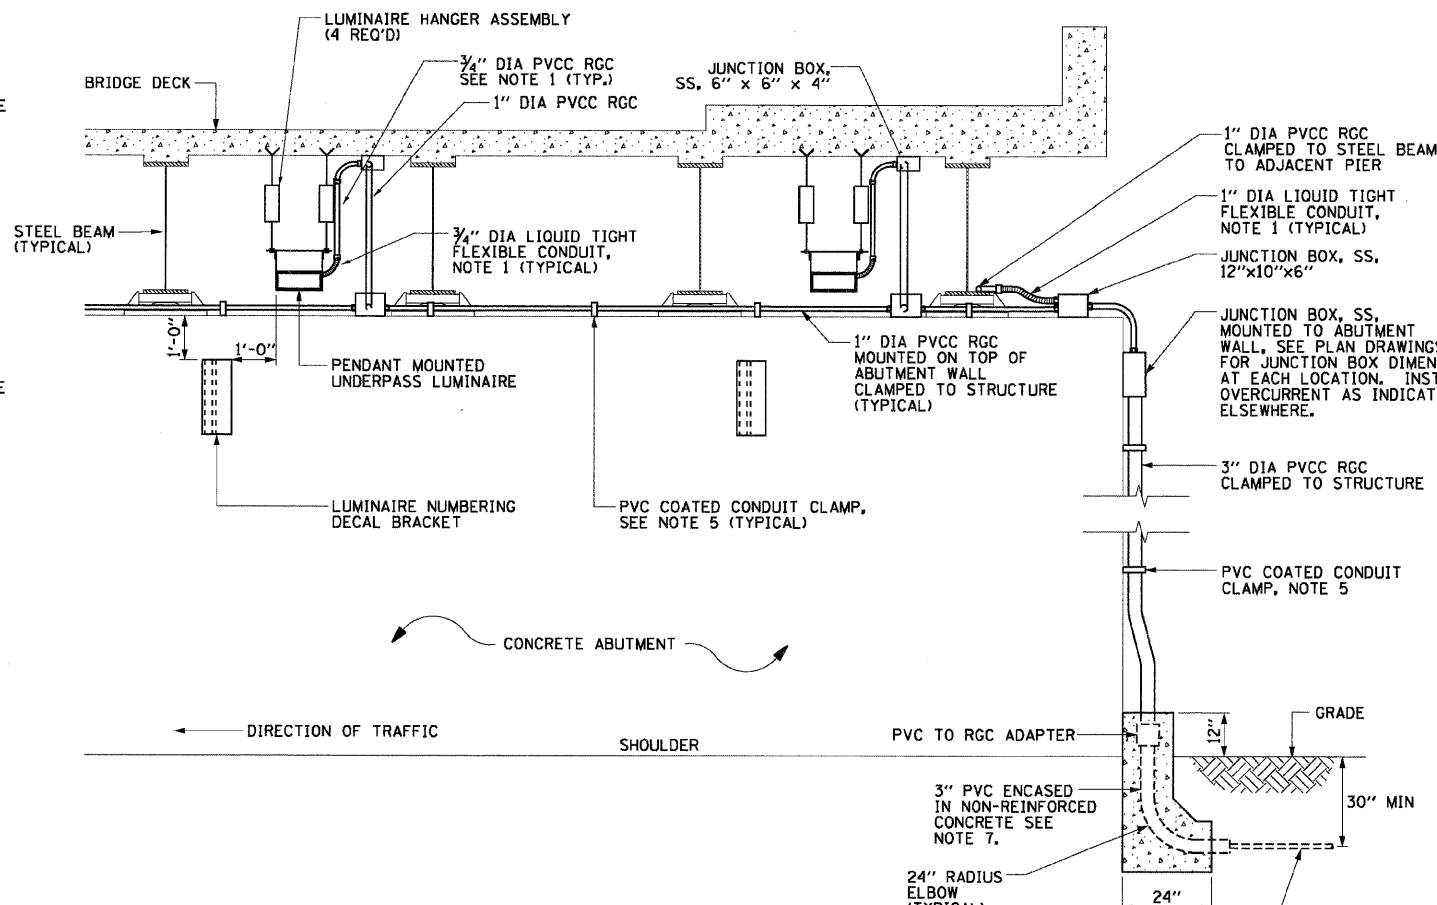 LUMINAIRE HANGER ASSEMBLY
(4 REQ'D)
3/4" DIA PVCC RGC
SEE NOTE 1 (TYP.)
1" DIA PVCC RGC
BRIDGE DECK
JUNCTION BOX,
SS, 6" x 6" x 4"
1" DIA PVCC RGC
CLAMPED TO STEEL BEAM
TO ADJACENT PIER
1" DIA LIQUID TIGHT
FLEXIBLE CONDUIT,
NOTE 1 (TYPICAL)
STEEL BEAM
(TYPICAL)
3/4" DIA LIQUID TIGHT
FLEXIBLE CONDUIT,
NOTE 1 (TYPICAL)
JUNCTION BOX, SS,
12"x10"x6"
JUNCTION BOX, SS,
MOUNTED TO ABUTMENT
WALL, SEE PLAN DRAWINGS
FOR JUNCTION BOX DIMEN
AT EACH LOCATION. INST
OVERCURRENT AS INDICAT
ELSEWHERE.
1'-0"
1'-0"
PENDANT MOUNTED
UNDERPASS LUMINAIRE
1" DIA PVCC RGC
MOUNTED ON TOP OF
ABUTMENT WALL
CLAMPED TO STRUCTURE
(TYPICAL)
3" DIA PVCC RGC
CLAMPED TO STRUCTURE
LUMINAIRE NUMBERING
DECAL BRACKET
PVC COATED CONDUIT CLAMP,
SEE NOTE 5 (TYPICAL)
PVC COATED CONDUIT
CLAMP, NOTE 5
CONCRETE ABUTMENT
DIRECTION OF TRAFFIC
SHOULDER
PVC TO RGC ADAPTER
12"
GRADE
3" PVC ENCASED
IN NON-REINFORCED
CONCRETE SEE
NOTE 7.
30" MIN
24" RADIUS
ELBOW
(TYPICAL)
24"
E
E